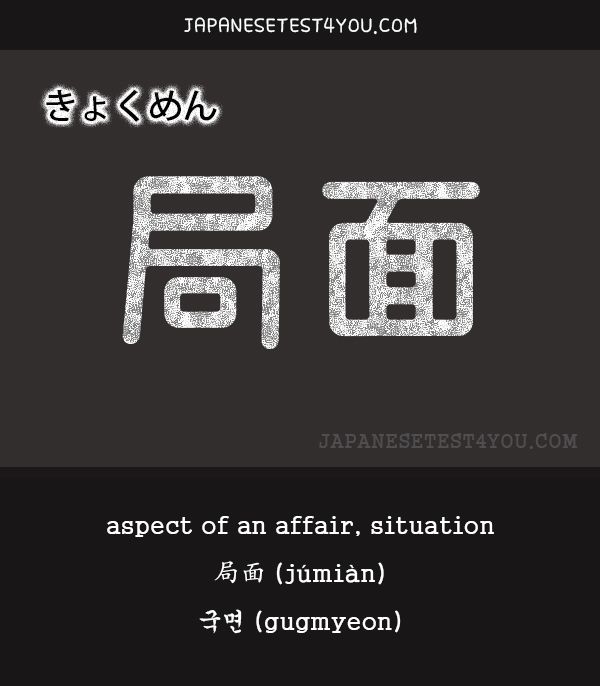 JAPANESETEST4YOU.COM
きょくめん
局面
JAPANESETEST4YOU.COM
aspect of an affair, situation
局面 (júmiàn)
국면 (gugmyeon)